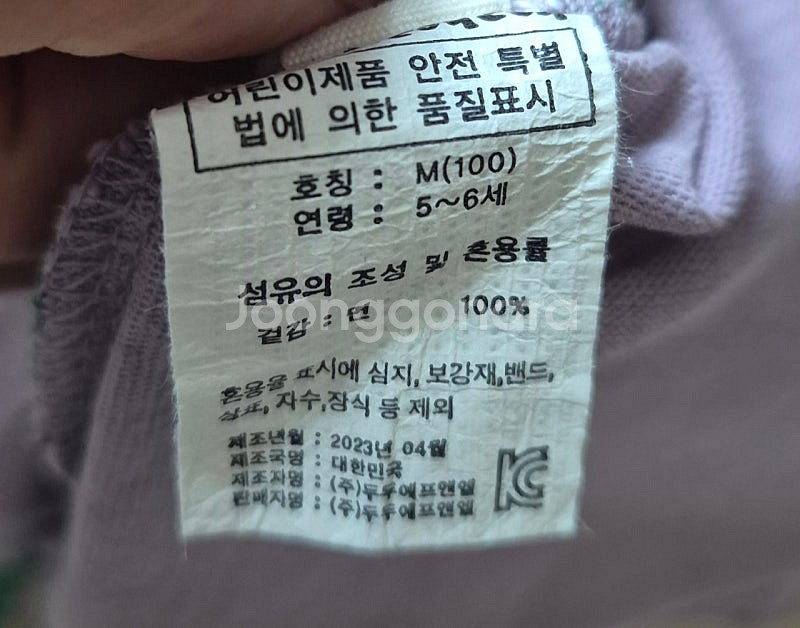 어린이제품 안전 특별
법에 의한 품질표시
호칭 : M(100)
연령 : 5~6세
섬유의 조성 및 혼용률
겉감 : 면 100%
Joonggonara
혼용율 표시에 심지, 보강재,밴드,
상표, 자수,장식 등 제외
제조년월 : 2023년 04월
제조국명 : 대한민국
제조자명 : (주)두두에프앤엘
판매자명 : (주)두두에프앤엘
KC